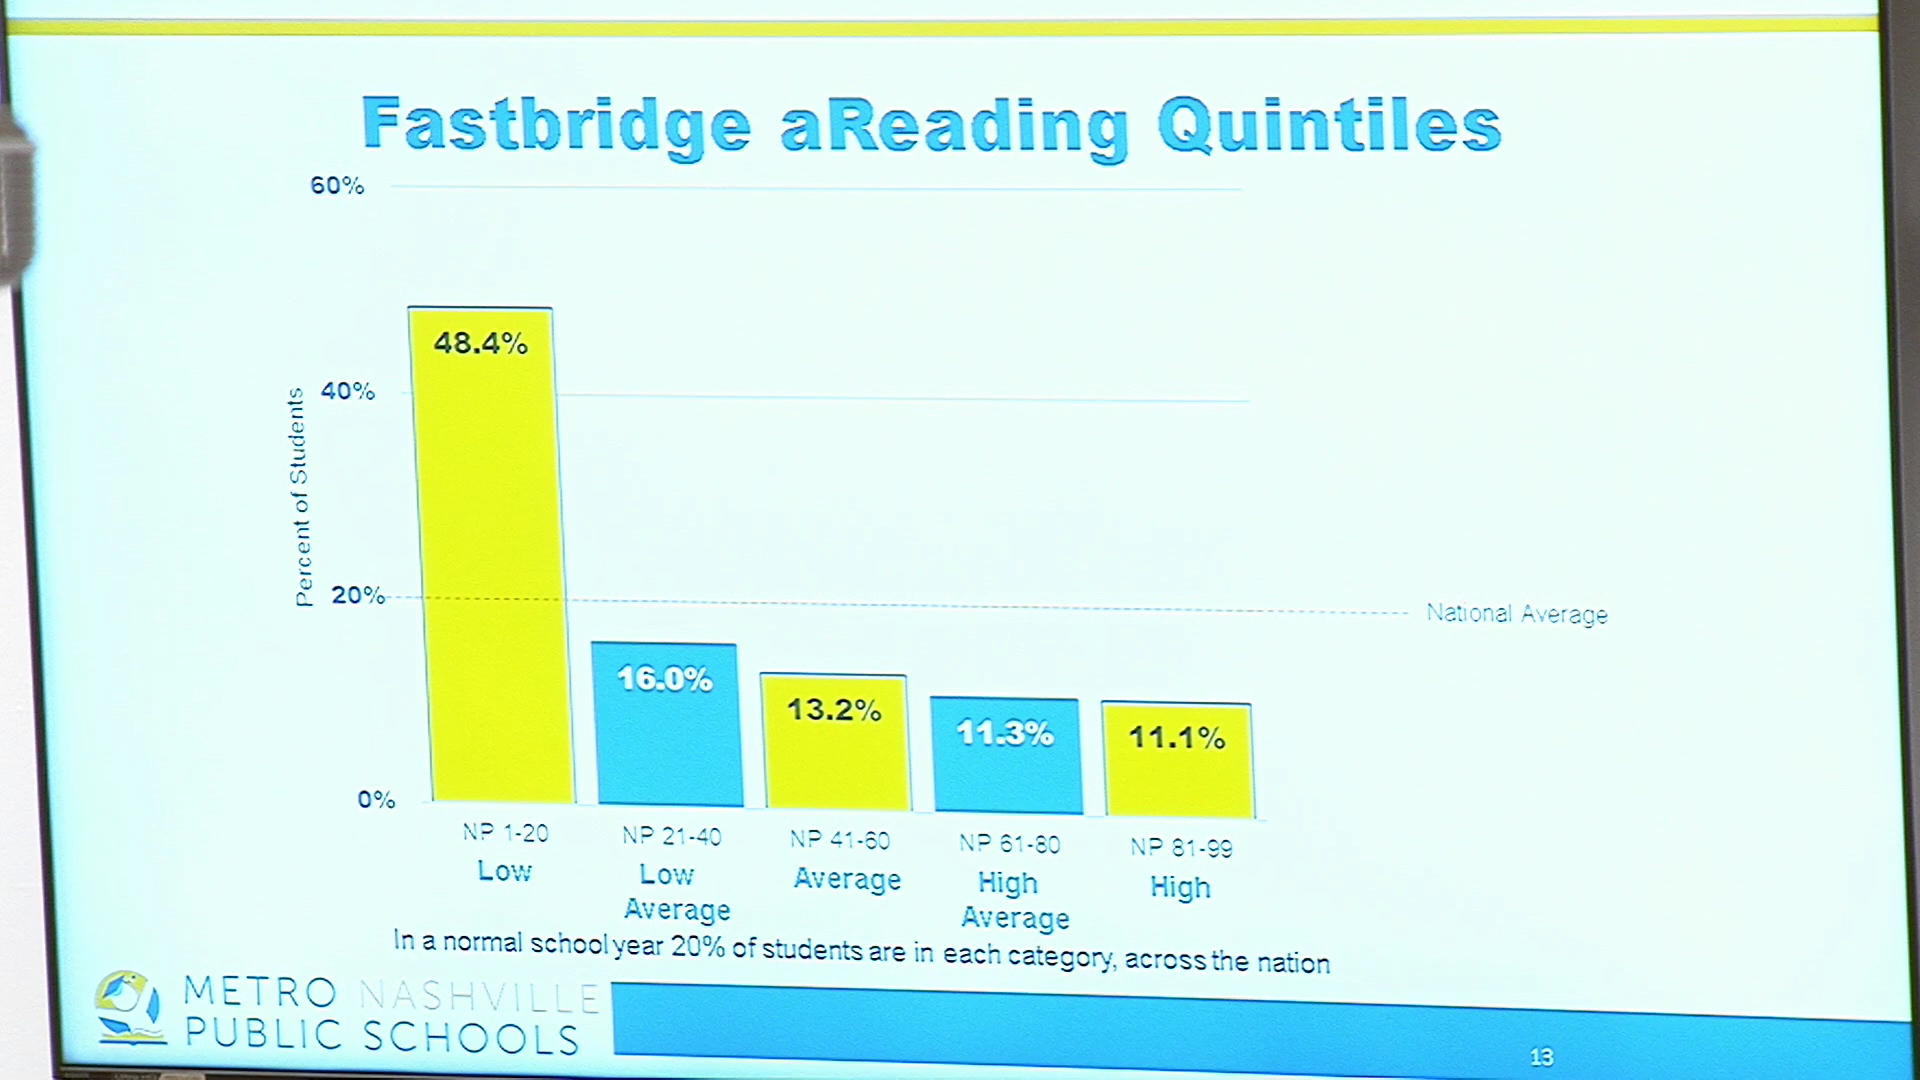 Fastbridge aReading Quintiles
60%
40%
20%
0%
Percent of Students
48.4%
16.0%
13.2%
11.3%
11.1%
National Average
NP 1-20
Low
NP 21-40
Low
Average
NP 41-60
Average
NP 61-80
High
Average
NP 81-99
High
In a normal school year 20% of students are in each category, across the nation
METRO NASHVILLE
PUBLIC SCHOOLS
13